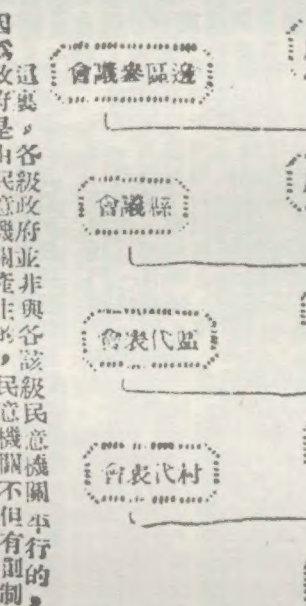 邊區參議會
縣議會
區代表會
村代表會
這裏，各級政府並非與各該級民意機關平行的，
因為政府是由民意機關產生的，民意機關不但有創制